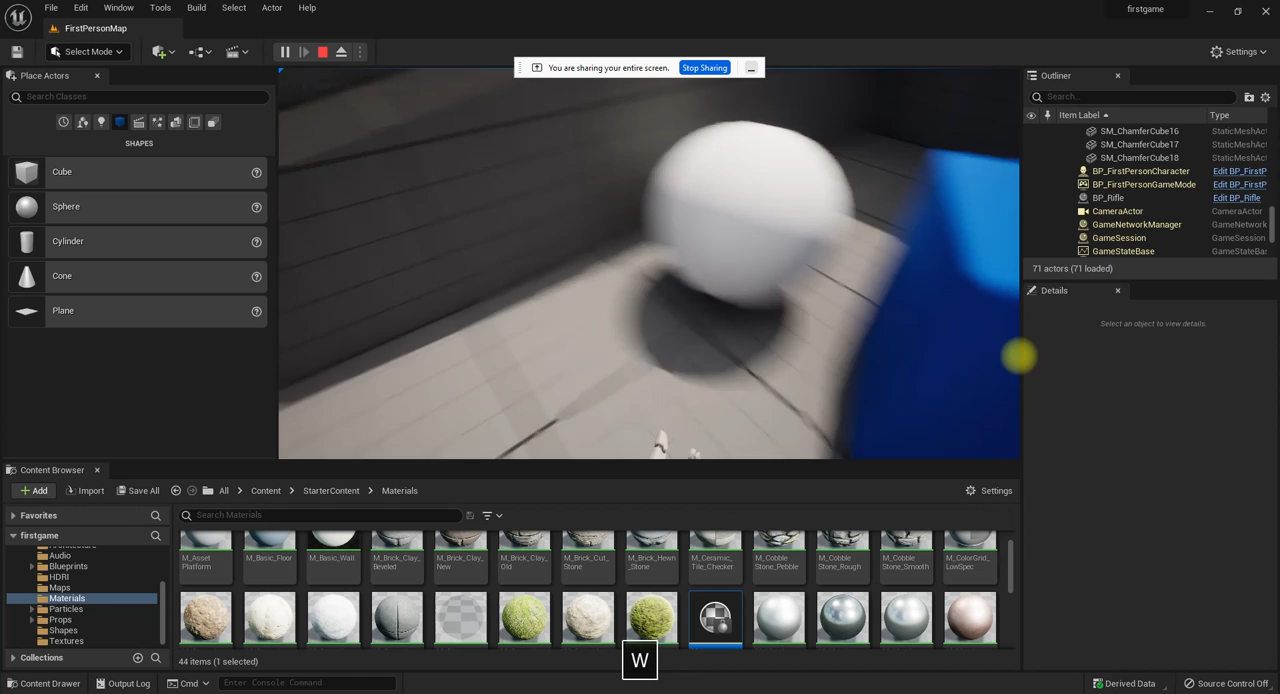 File Edit Window Tools Build Select Actor Help
firstgame
FirstPersonMap
Select Mode
Settings
You are sharing your entire screen. Stop Sharing
Place Actors
Search Classes
SHAPES
Cube
Sphere
Cylinder
Cone
Plane
Outliner
Search...
Item Label Type
SM_ChamferCube16 StaticMeshAct
SM_ChamferCube17 StaticMeshAct
SM_ChamferCube18 StaticMeshAct
BP_FirstPersonCharacter Edit BP_FirstP
BP_FirstPersonGameMode Edit BP_FirstP
BP_Rifle Edit BP_Rifle
CameraActor CameraActor
GameNetworkManager GameNetwork
GameSession GameSession
GameStateBase GameStateBas
71 actors (71 loaded)
Details
Select an object to view details.
Content Browser
Add Import Save All All Content StarterContent Materials Settings
Favorites
firstgame
Audio
Blueprints
HDRI
Maps
Materials
Particles
Props
Shapes
Textures
Collections
Search Materials
M_Asset
Platform
M_Basic_Floor
M_Basic_Wall
M_Brick_Clay_
Beveled
M_Brick_Clay_
New
M_Brick_Clay_
Old
M_Brick_Cut_
Stone
M_Brick_Hewn
_Stone
M_Ceramic_
Tile_Checker
M_Cobble
Stone_Pebble
M_Cobble
Stone_Rough
M_Cobble
Stone_Smooth
M_ColorGrid_
LowSpec
44 items (1 selected)
W
Content Drawer Output Log Cmd Enter Console Command Derived Data Source Control Off